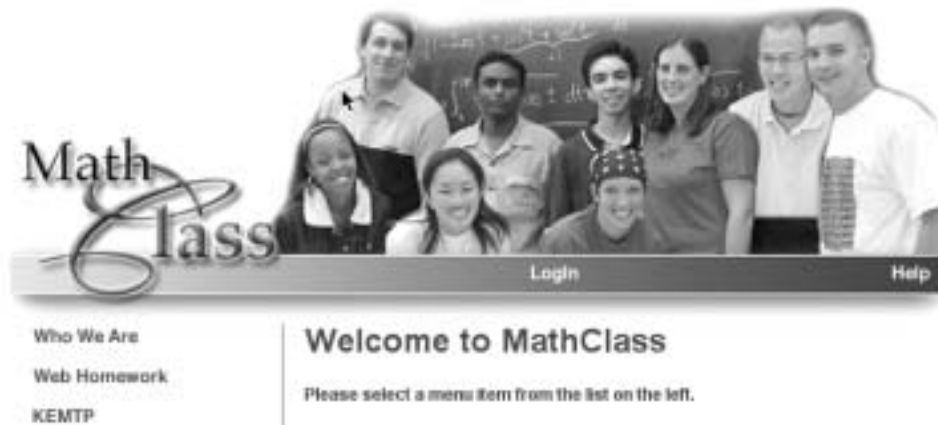 Math
Class
LogIn
Help
Who We Are
Web Homework
KEMTP
Welcome to MathClass
Please select a menu item from the list on the left.